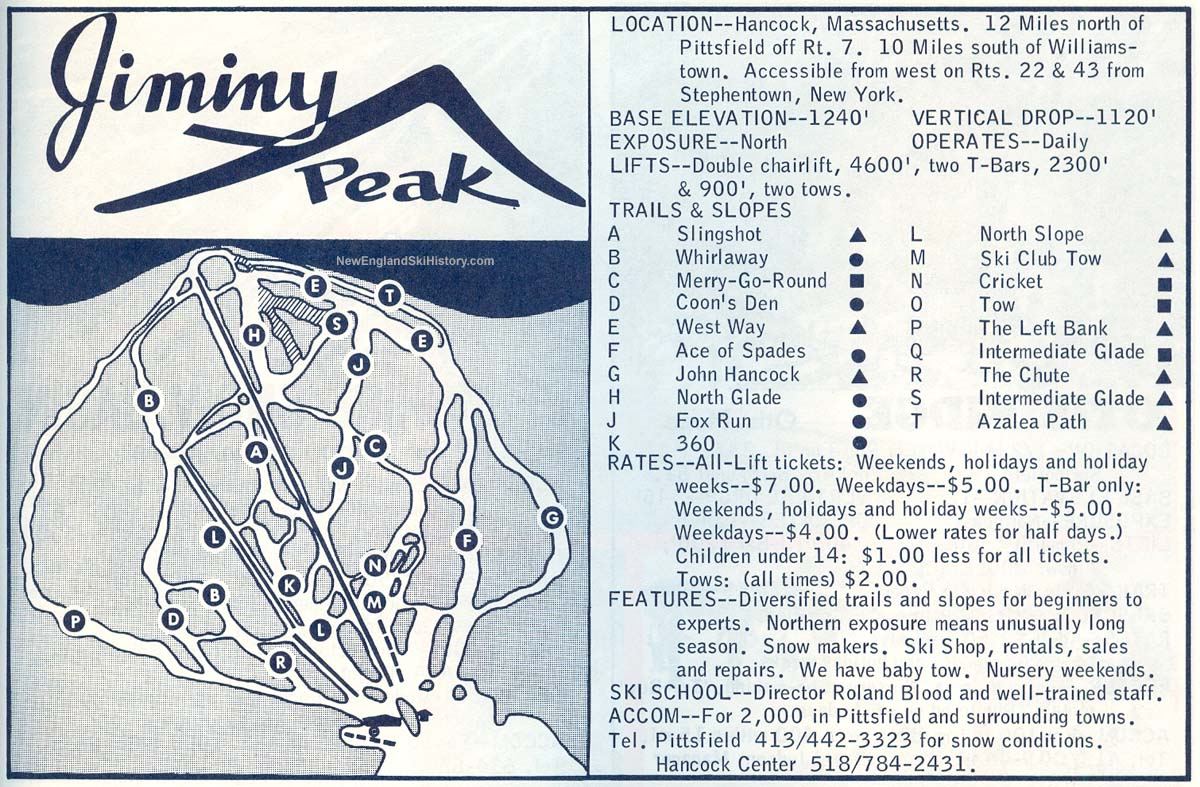 Jiminy
Peak
NewEnglandSkiHistory.com
E
T
H
S
E
J
B
C
A
J
G
L
F
N
K
B
M
P
D
L
R
LOCATION--Hancock, Massachusetts. 12 Miles north of
Pittsfield off Rt. 7. 10 Miles south of Williams-
town. Accessible from west on Rts. 22 & 43 from
Stephentown, New York.
BASE ELEVATION--1240' VERTICAL DROP--1120'
EXPOSURE--North OPERATES--Daily
LIFTS--Double chairlift, 4600', two T-Bars, 2300'
& 900', two tows.
TRAILS & SLOPES
A Slingshot ▲ L North Slope ▲
B Whirlaway ● M Ski Club Tow ▲
C Merry-Go-Round ■ N Cricket ■
D Coon's Den ● O Tow ■
E West Way ▲ P The Left Bank ▲
F Ace of Spades ● Q Intermediate Glade ■
G John Hancock ▲ R The Chute ▲
H North Glade ● S Intermediate Glade ▲
J Fox Run ● T Azalea Path ▲
K 360 ●
RATES--All-Lift tickets: Weekends, holidays and holiday
weeks--$7.00. Weekdays--$5.00. T-Bar only:
Weekends, holidays and holiday weeks--$5.00.
Weekdays--$4.00. (Lower rates for half days.)
Children under 14: $1.00 less for all tickets.
Tows: (all times) $2.00.
FEATURES--Diversified trails and slopes for beginners to
experts. Northern exposure means unusually long
season. Snow makers. Ski Shop, rentals, sales
and repairs. We have baby tow. Nursery weekends.
SKI SCHOOL--Director Roland Blood and well-trained staff.
ACCOM--For 2,000 in Pittsfield and surrounding towns.
Tel. Pittsfield 413/442-3323 for snow conditions.
Hancock Center 518/784-2431.